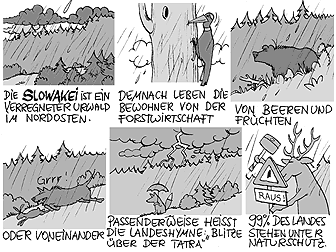 DIE SLOWAKEI IST EIN
VERREGNETER URWALD
IM NORDOSTEN.
DEMNACH LEBEN DIE
BEWOHNER VON DER
FORSTWIRTSCHAFT
VON BEEREN UND
FRÜCHTEN,
Grrr!
ODER VONEINANDER
PASSENDERWEISE HEISST
DIE LANDESHYMNE „BLITZE
ÜBER DER TATRA"
RAUS!
99% DES LANDES
STEHEN UNTER
NATURSCHUTZ.